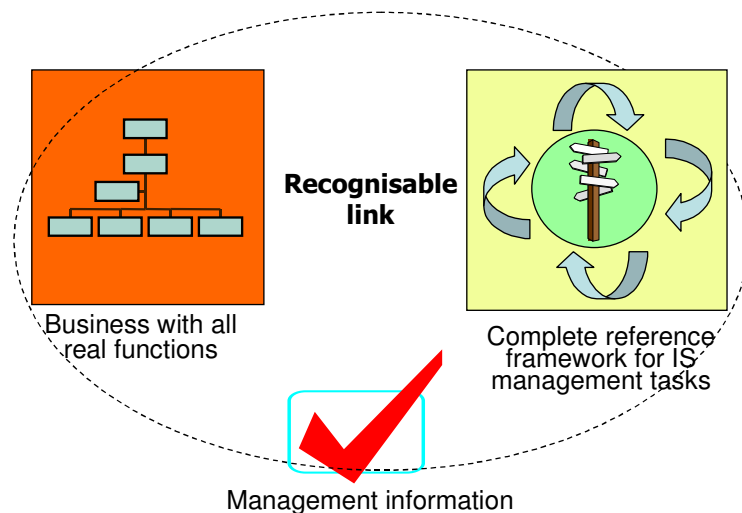 Recognisable
link
Business with all
real functions
Complete reference
framework for IS
management tasks
Management information